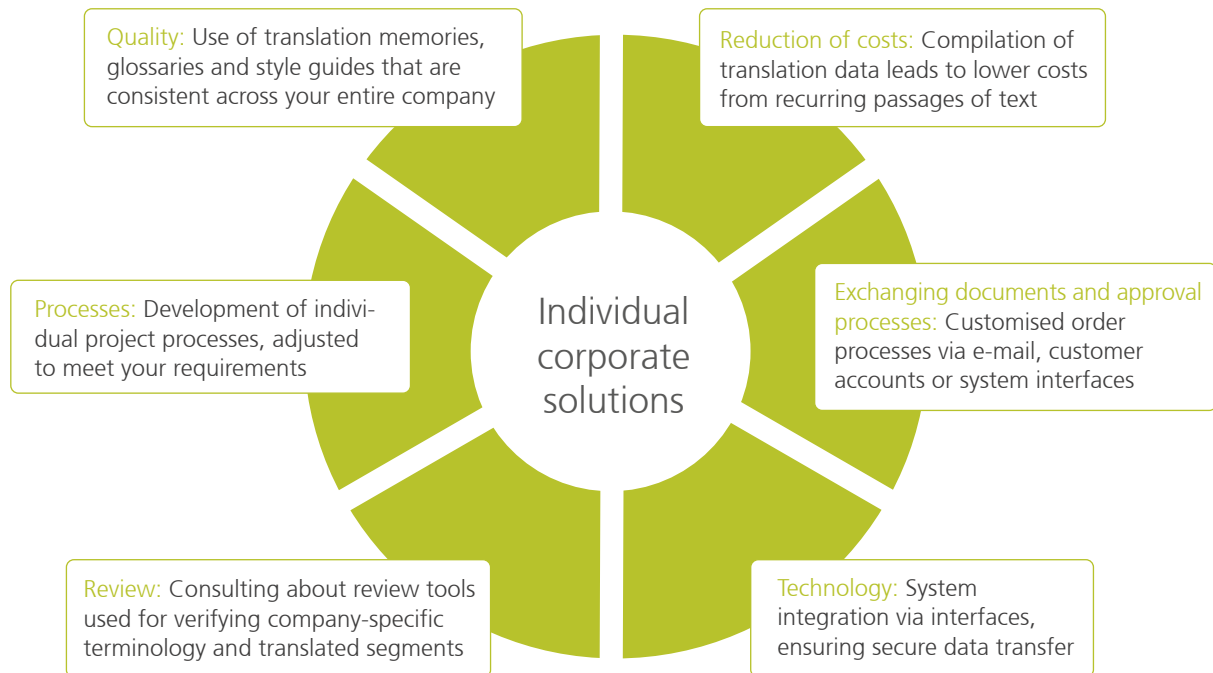 Quality: Use of translation memories,
glossaries and style guides that are
consistent across your entire company
Reduction of costs: Compilation of
translation data leads to lower costs
from recurring passages of text
Processes: Development of indivi-
dual project processes, adjusted
to meet your requirements
Individual
corporate
solutions
Exchanging documents and approval
processes: Customised order
processes via e-mail, customer
accounts or system interfaces
Review: Consulting about review tools
used for verifying company-specific
terminology and translated segments
Technology: System
integration via interfaces,
ensuring secure data transfer